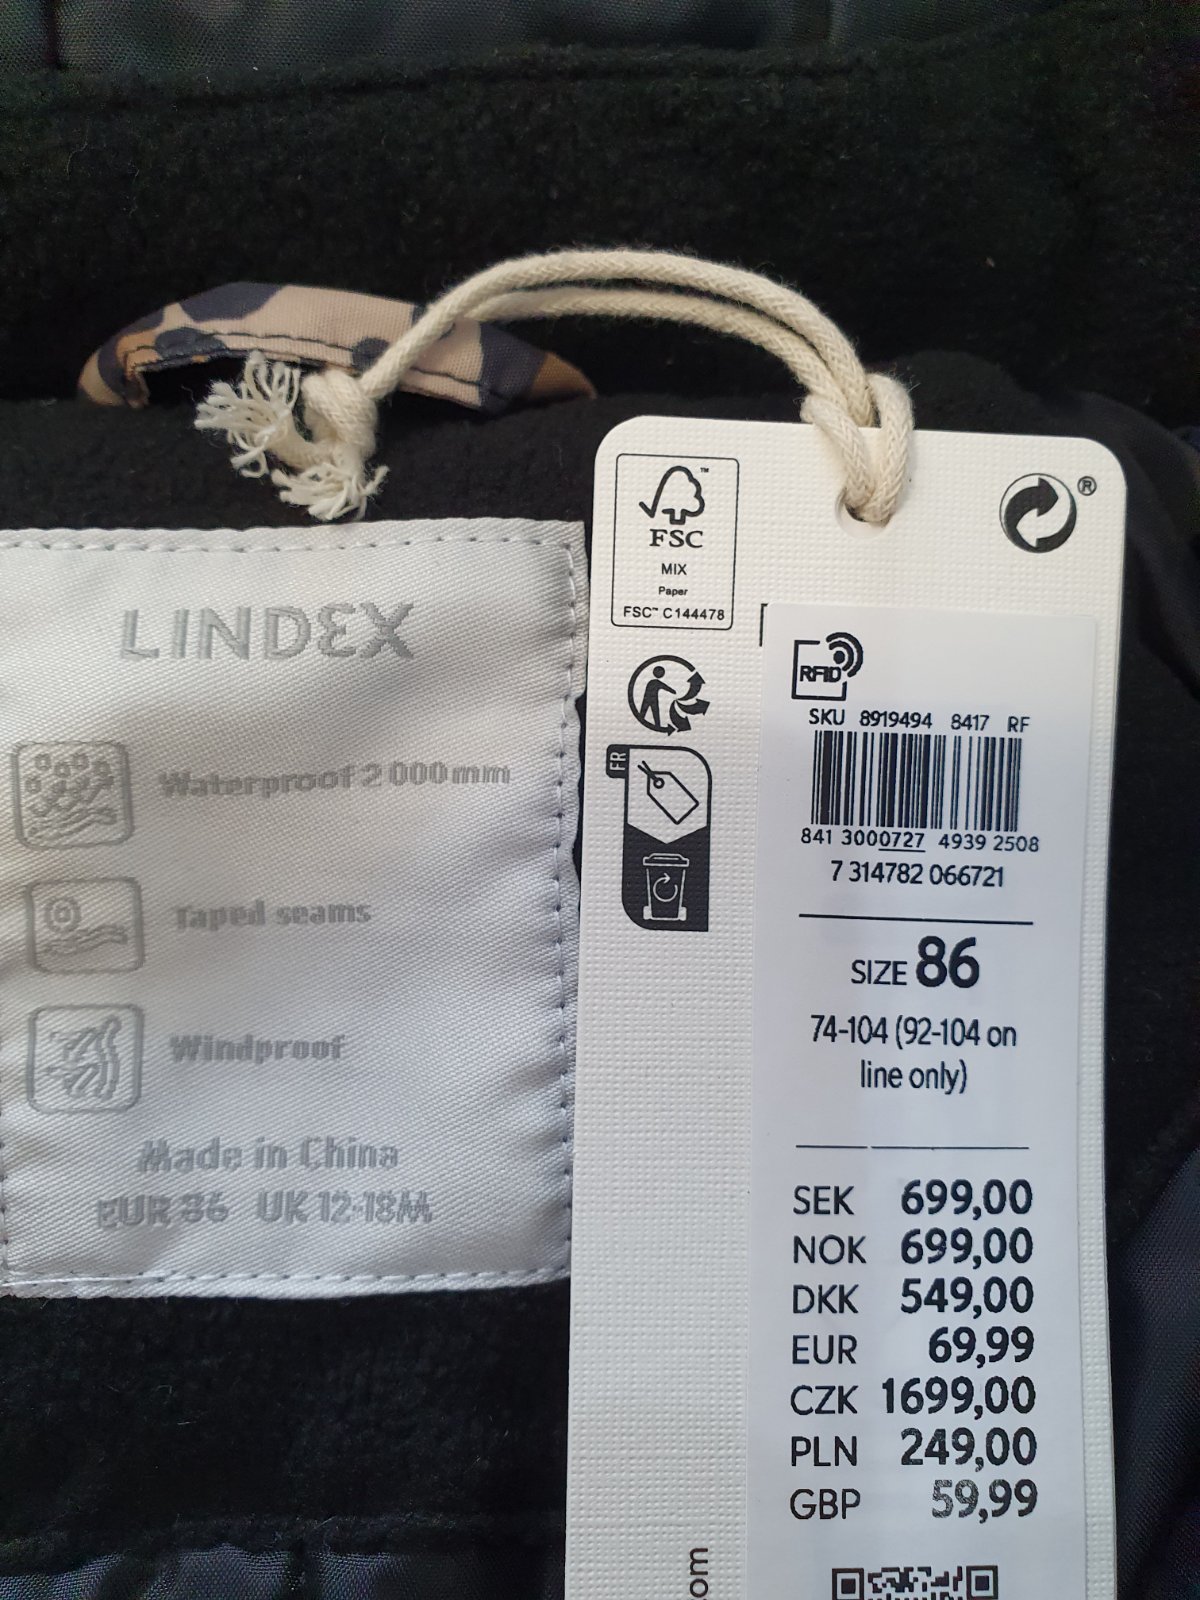 LINDEX
Waterproof 2 000 mm
Taped seams
Windproof
Made in China
EUR 86 UK 12-18M
™
FSC
MIX
Paper
FSC™ C144478
®
FR
RFID
SKU 8919494 8417 RF
841 3000727 4939 2508
7 314782 066721
SIZE 86
74-104 (92-104 on
line only)
SEK 699,00
NOK 699,00
DKK 549,00
EUR 69,99
CZK 1699,00
PLN 249,00
GBP 59,99
.com